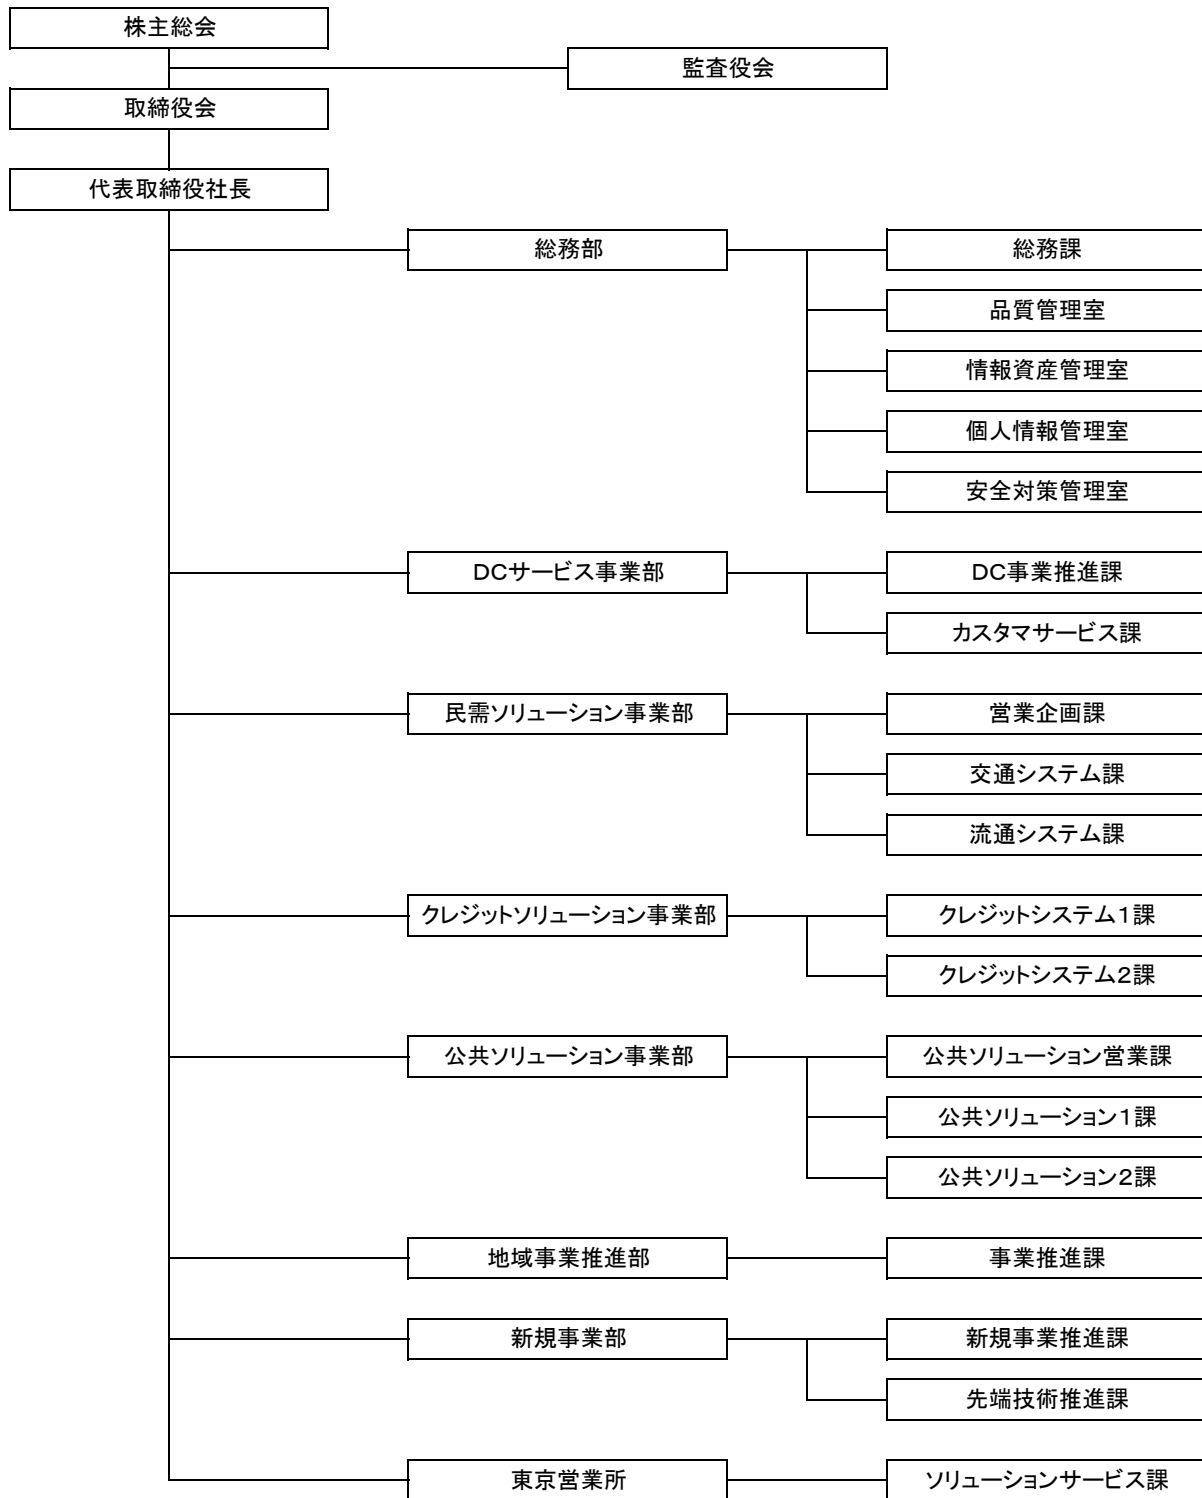 株主総会
監査役会
取締役会
代表取締役社長
総務部
総務課
品質管理室
情報資産管理室
個人情報管理室
安全対策管理室
DCサービス事業部
DC事業推進課
カスタマサービス課
民需ソリューション事業部
営業企画課
交通システム課
流通システム課
クレジットソリューション事業部
クレジットシステム1課
クレジットシステム2課
公共ソリューション事業部
公共ソリューション営業課
公共ソリューション1課
公共ソリューション2課
地域事業推進部
事業推進課
新規事業部
新規事業推進課
先端技術推進課
東京営業所
ソリューションサービス課